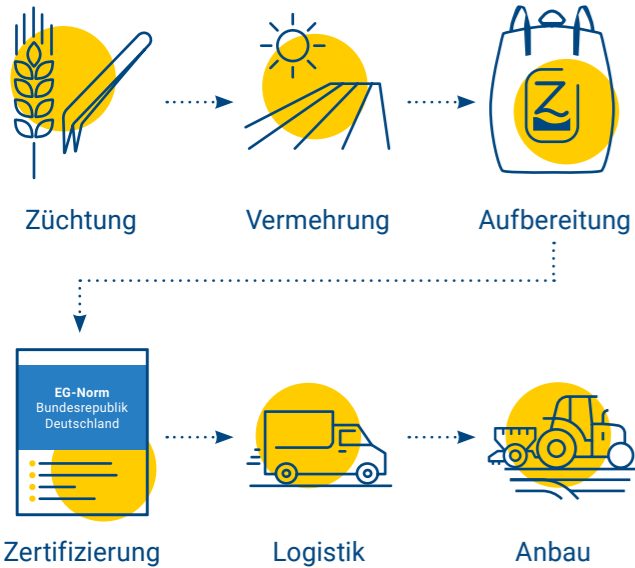 Z
Züchtung
Vermehrung
Aufbereitung
EG-Norm
Bundesrepublik
Deutschland
Zertifizierung
Logistik
Anbau